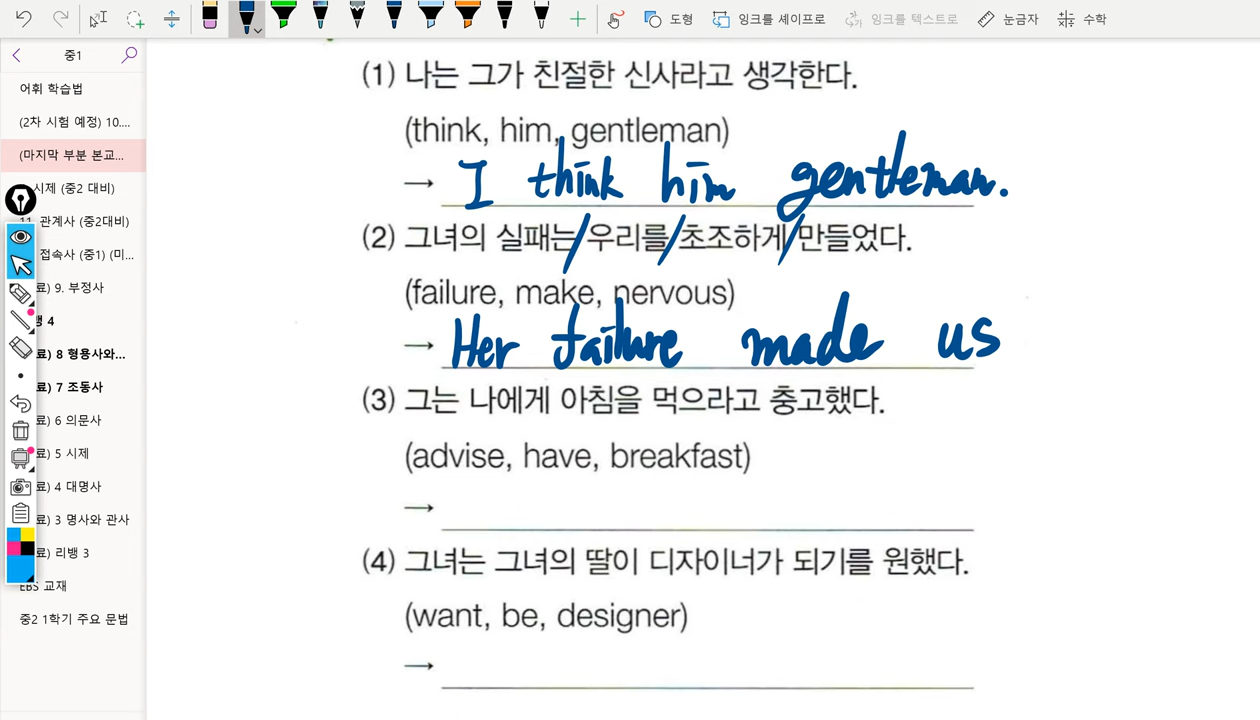 도형
잉크를 셰이프로
잉크를 텍스트로
눈금자
수학
중1
어휘 학습법
(2차 시험 예정) 10....
(마지막 부분 본교...
시제 (중2 대비)
관계사 (중2대비)
접속사 (중1) (미...
료) 9. 부정사
뱅 4
료) 8 형용사와...
료) 7 조동사
료) 6 의문사
료) 5 시제
료) 4 대명사
료) 3 명사와 관사
료) 리뱅 3
EBS 교재
중2 1학기 주요 문법
(1) 나는 그가 친절한 신사라고 생각한다.
(think, him, gentleman)
→ I think him gentleman.
(2) 그녀의 실패는/우리를/초조하게/만들었다.
(failure, make, nervous)
→ Her failure made us
(3) 그는 나에게 아침을 먹으라고 충고했다.
(advise, have, breakfast)
→
(4) 그녀는 그녀의 딸이 디자이너가 되기를 원했다.
(want, be, designer)
→